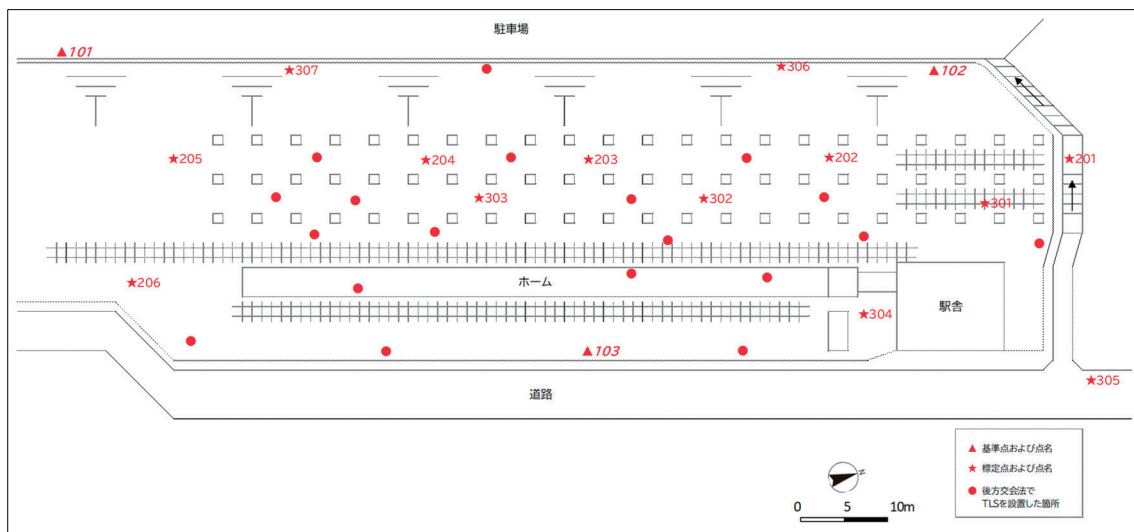 駐車場
▲101
★307
★306
▲102
★205
★204
★203
★202
★201
★303
★302
★301
★206
ホーム
★304
駅舎
▲103
★305
道路
N
0 5 10m
▲ 基準点および点名
★ 標定点および点名
● 後方交会法で
TLSを設置した箇所